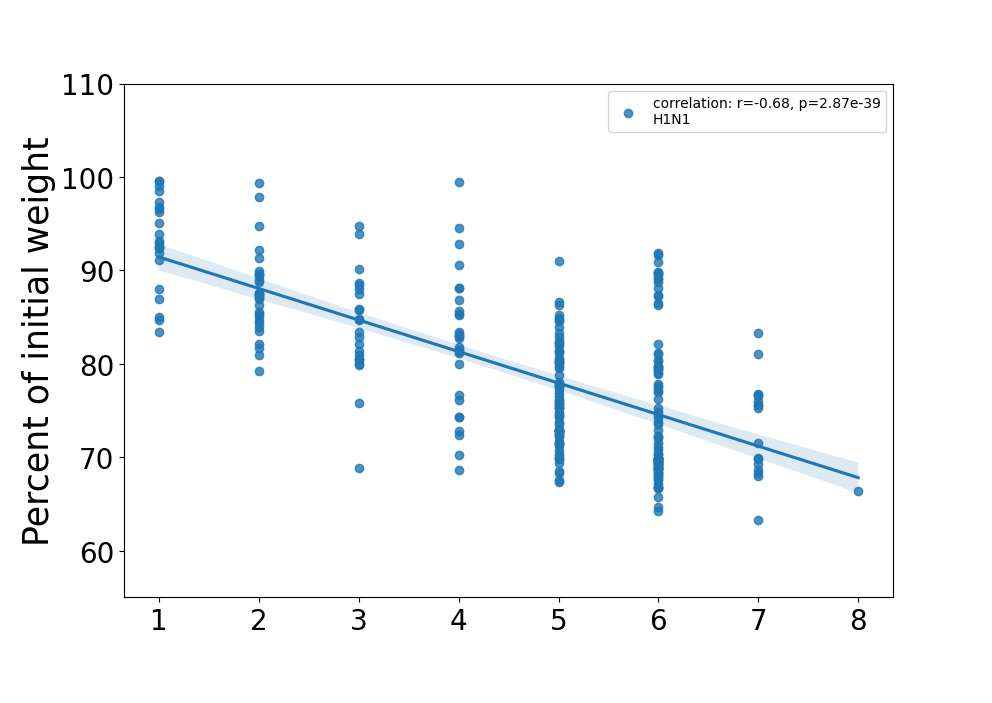 110
100
90
80
70
60
Percent of initial weight
correlation: r=-0.68, p=2.87e-39
H1N1
1 2 3 4 5 6 7 8